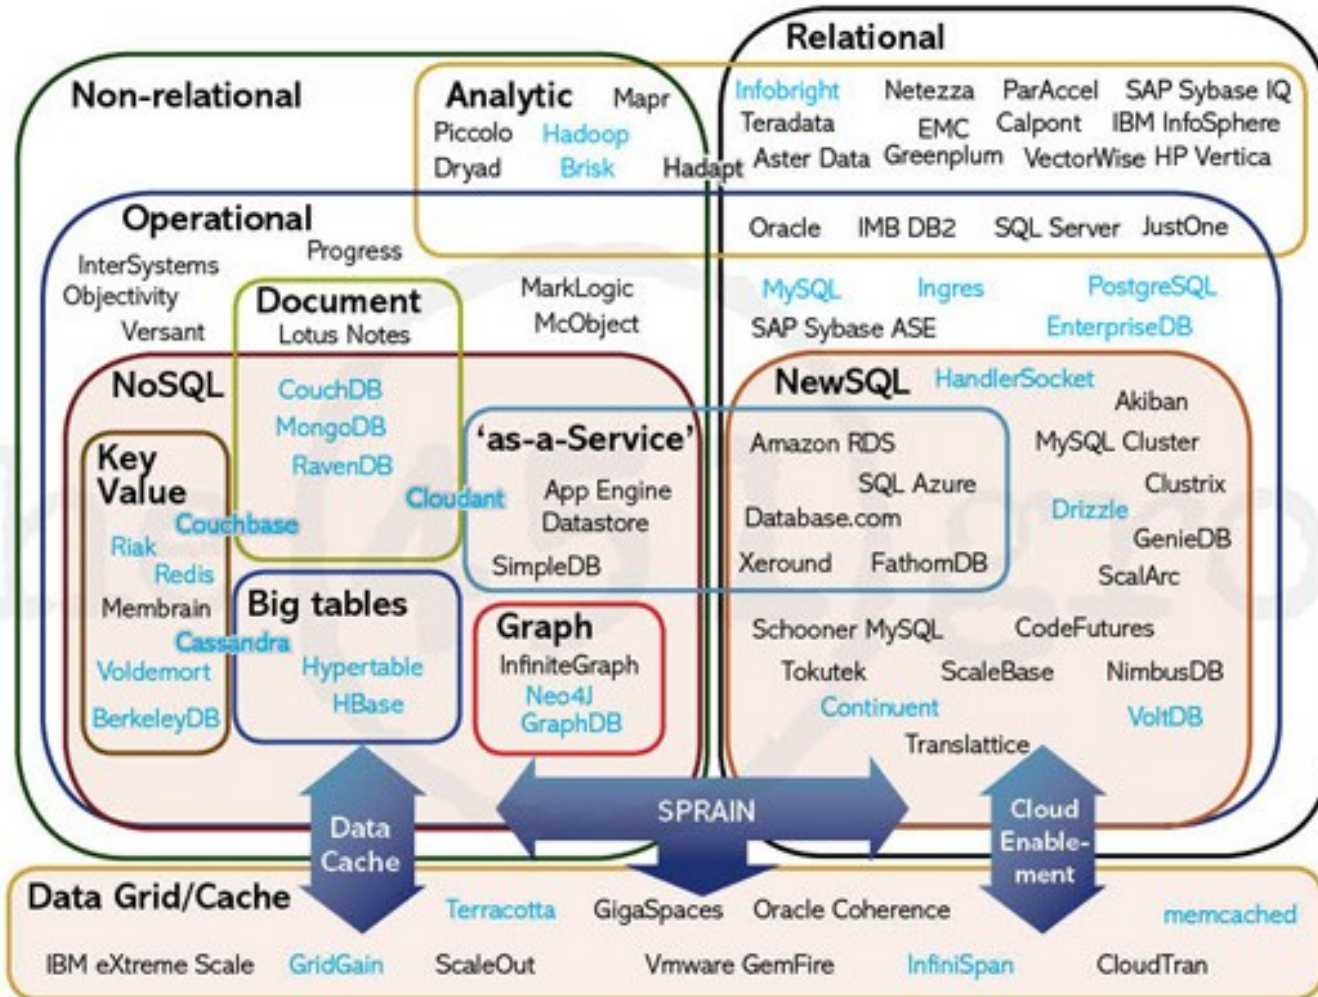 Relational
Non-relational
Analytic
Mapr
Piccolo
Hadoop
Dryad
Brisk
Hadapt
Infobright
Netezza
ParAccel
SAP Sybase IQ
Teradata
EMC
Calpont
IBM InfoSphere
Aster Data
Greenplum
VectorWise
HP Vertica
Operational
Oracle
IMB DB2
SQL Server
JustOne
Progress
InterSystems
Objectivity
Versant
Document
Lotus Notes
MarkLogic
McObject
MySQL
Ingres
PostgreSQL
SAP Sybase ASE
EnterpriseDB
NoSQL
CouchDB
MongoDB
RavenDB
Key
Value
Couchbase
Riak
Redis
Membrain
Cassandra
Voldemort
BerkeleyDB
Cloudant
'as-a-Service'
App Engine
Datastore
SimpleDB
Big tables
Hypertable
HBase
Graph
InfiniteGraph
Neo4J
GraphDB
NewSQL
HandlerSocket
Akiban
Amazon RDS
MySQL Cluster
SQL Azure
Clustrix
Database.com
Drizzle
GenieDB
Xeround
FathomDB
ScalArc
Schooner MySQL
CodeFutures
Tokutek
ScaleBase
NimbusDB
Continuent
VoltDB
Translattice
Data
Cache
SPRAIN
Cloud
Enable-
ment
Data Grid/Cache
Terracotta
GigaSpaces
Oracle Coherence
memcached
IBM eXtreme Scale
GridGain
ScaleOut
Vmware GemFire
InfiniSpan
CloudTran